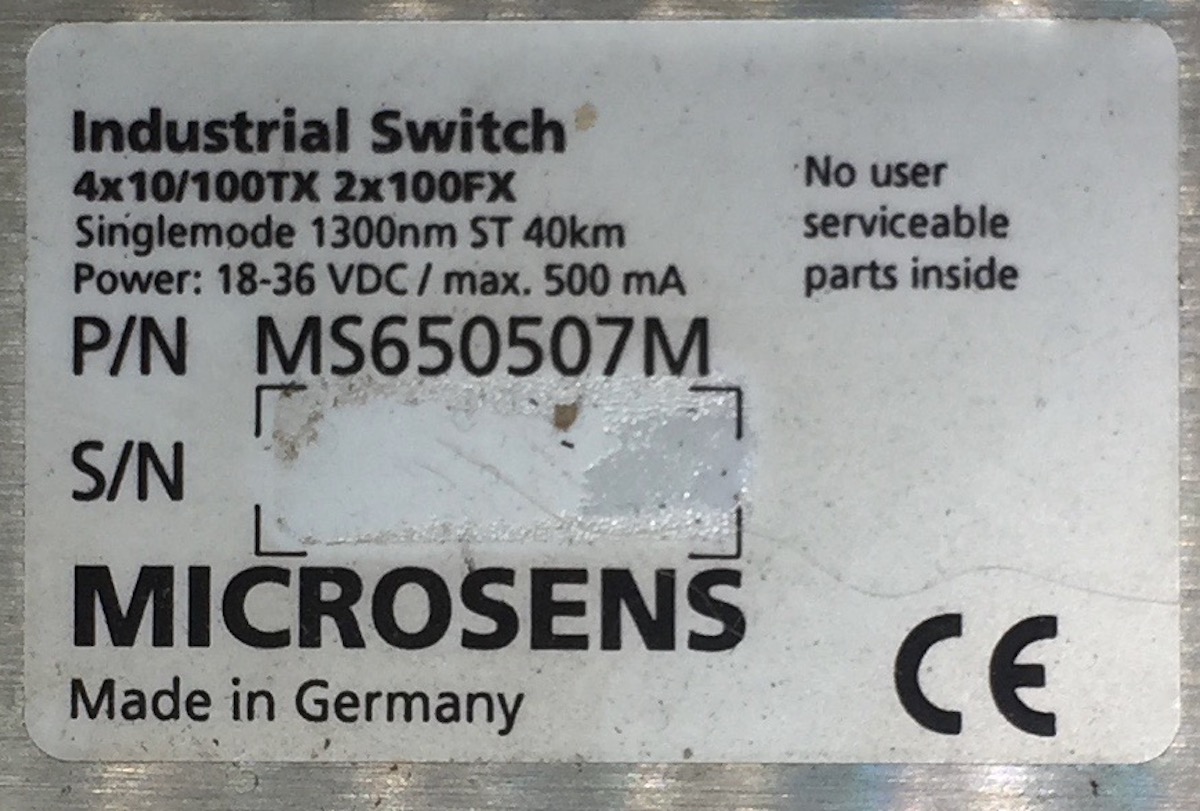 Industrial Switch
4x10/100TX 2x100FX
Singlemode 1300nm ST 40km
Power: 18-36 VDC / max. 500 mA
No user
serviceable
parts inside
P/N MS650507M
S/N
MICROSENS
Made in Germany
CE